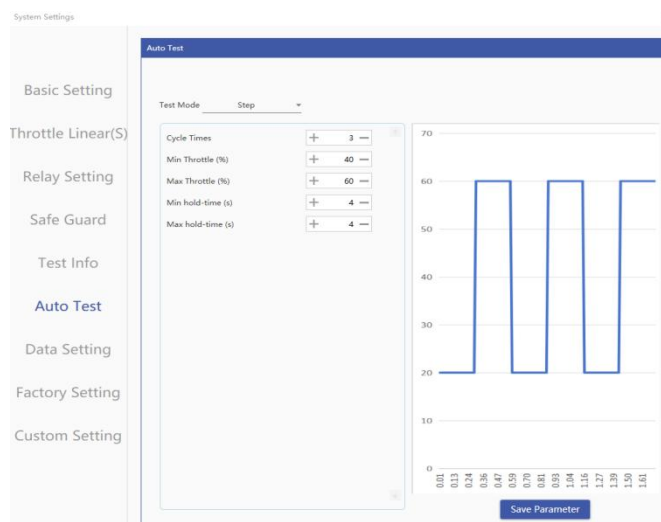 System Settings
Auto Test
Basic Setting
Throttle Linear(S)
Relay Setting
Safe Guard
Test Info
Auto Test
Data Setting
Factory Setting
Custom Setting
Test Mode Step
Cycle Times + 3 —
Min Throttle (%) + 40 —
Max Throttle (%) + 60 —
Min hold-time (s) + 4 —
Max hold-time (s) + 4 —
70
60
50
40
30
20
10
0
0.01 0.13 0.24 0.36 0.47 0.59 0.70 0.81 0.93 1.04 1.16 1.27 1.39 1.50 1.61
Save Parameter